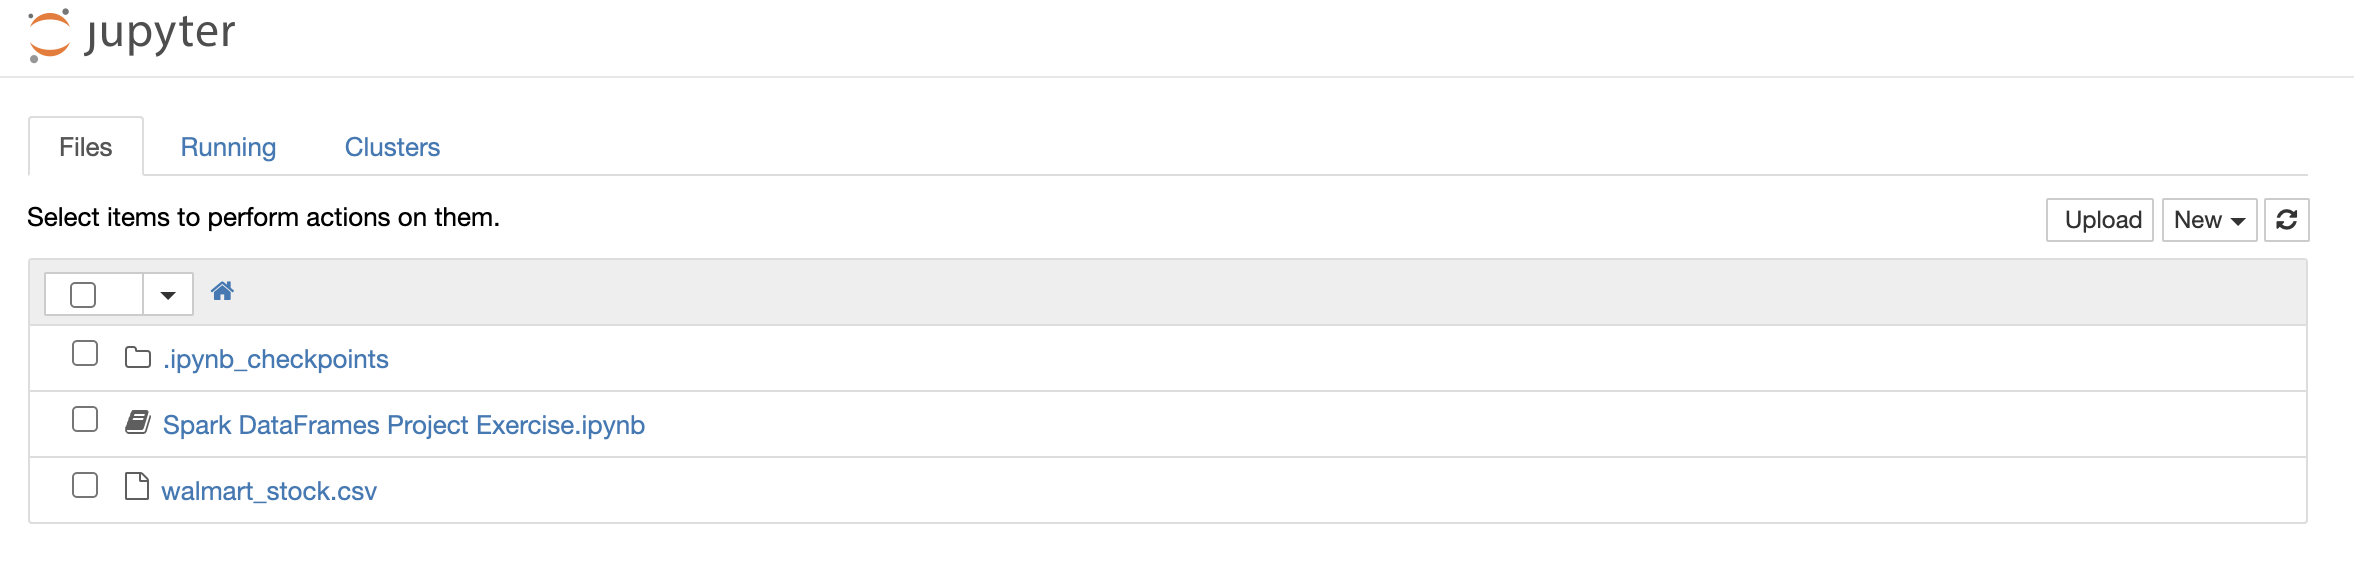 jupyter
Files Running Clusters
Select items to perform actions on them.
Upload New
.ipynb_checkpoints
Spark DataFrames Project Exercise.ipynb
walmart_stock.csv